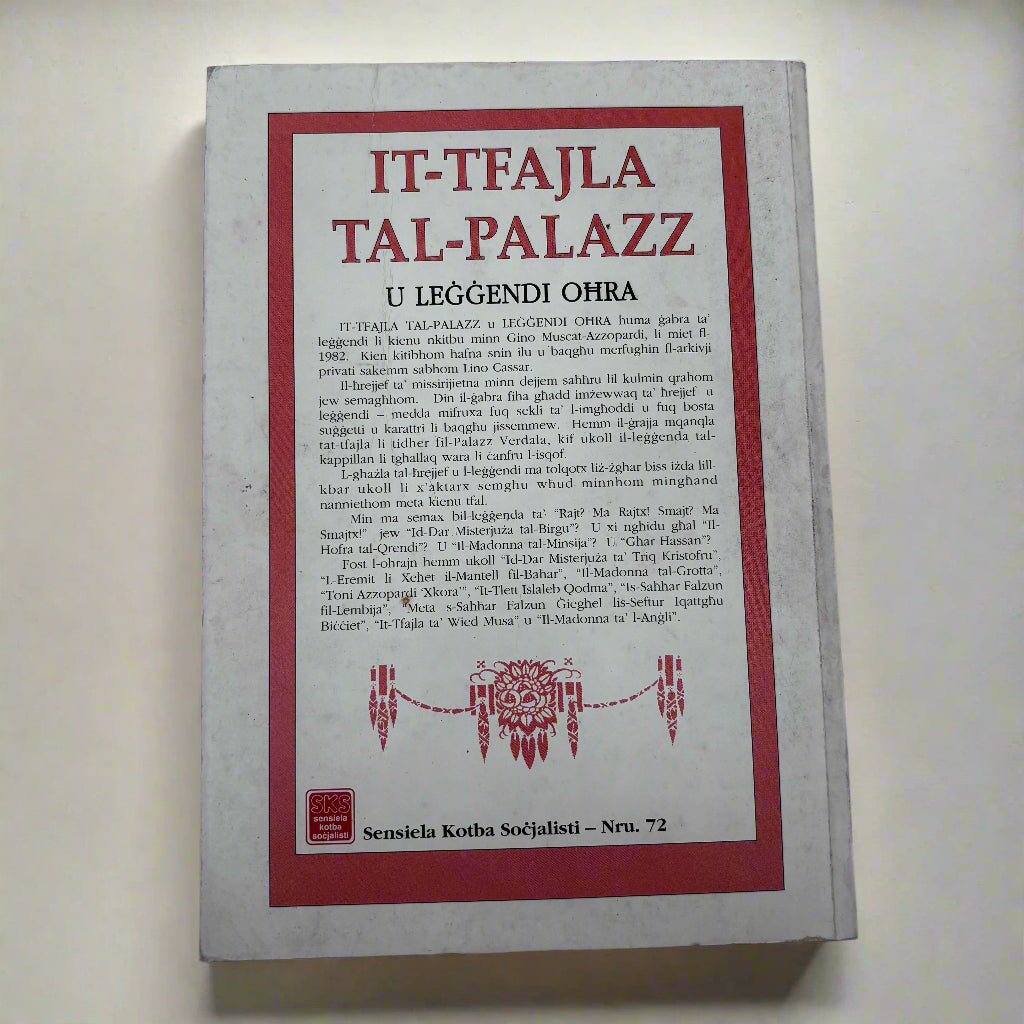 IT-TFAJLA
TAL-PALAZZ
U LEĠĠENDI OĦRA
IT-TFAJLA TAL-PALAZZ u LEĠĠENDI OĦRA huma ġabra ta'
leġġendi li kienu nkitbu minn Gino Muscat-Azzopardi, li miet fl-
1982. Kien kitibhom ħafna snin ilu u baqgħu merfugħin fl-arkivji
privati sakemm sabhom Lino Cassar.
Il-ħrejjef ta' missirijietna minn dejjem saħħru lil kulmin qrahom
jew semagħhom. Din il-ġabra fiha għadd imżewwaq ta' ħrejjef u
leġġendi – medda mifruxa fuq sekli ta' l-imgħoddi u fuq bosta
suġġetti u karattri li baqgħu jissemmew. Hemm il-ġrajja mqanqla
tat-tfajla li tidher fil-Palazz Verdala, kif ukoll il-leġġenda tal-
kappillan li tgħallaq wara li ċanfru l-isqof.
L-għażla tal-ħrejjef u l-leġġendi ma tolqotx liż-żgħar biss iżda lill-
kbar ukoll li x'aktarx semgħu wħud minnhom mingħand
nanniethom meta kienu tfal.
Min ma semax bil-leġġenda ta' "Rajt? Ma Rajtx! Smajt? Ma
Smajtx!" jew "Id-Dar Misterjuża tal-Birgu"? U xi ngħidu għal "Il-
Ħofra tal-Qrendi"? U "Il-Madonna tal-Minsija"? U "Għar Ħassan"?
Fost l-oħrajn hemm ukoll "Id-Dar Misterjuża ta' Triq Kristofru",
"L-Eremit li Xeħet il-Mantell fil-Baħar", "Il-Madonna tal-Grotta",
"Toni Azzopardi 'Xkora'", "It-Tlett Islaleb Qodma", "Is-Saħħar Falzun
fil-Lembija", "Meta s-Saħħar Falzun Ġiegħel lis-Seftur Iqattgħu
Biċċiet", "It-Tfajla ta' Wied Musa" u "Il-Madonna ta' l-Anġli".
SKS
sensiela
kotba
soċjalisti
Sensiela Kotba Soċjalisti – Nru. 72